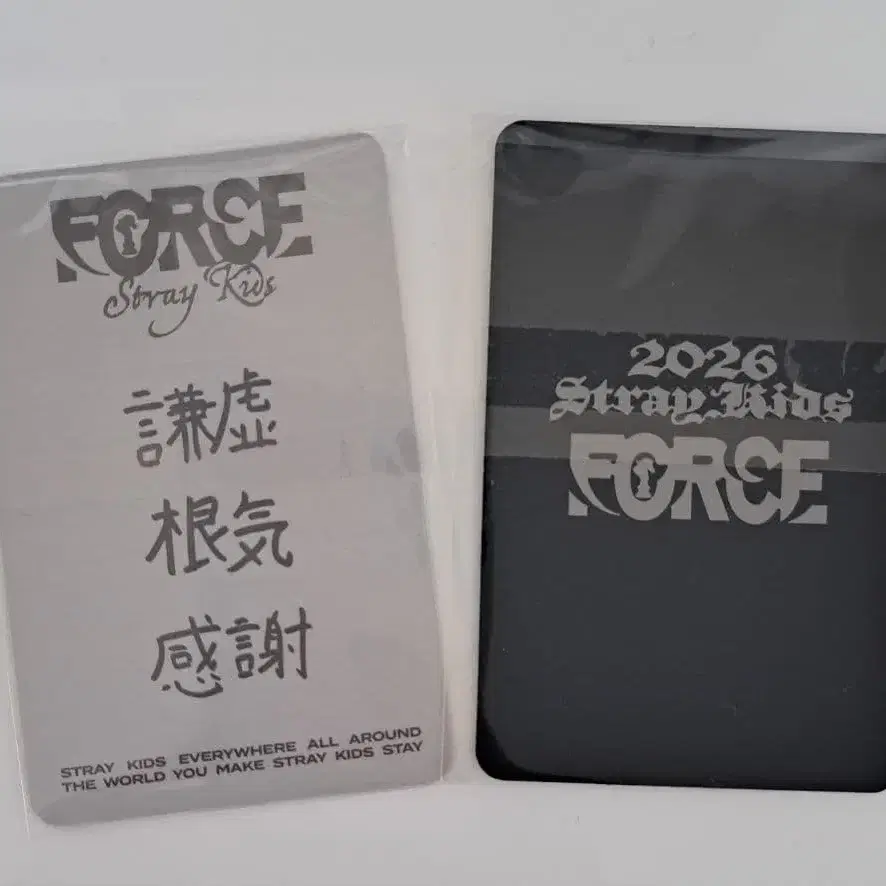 FORCE
Stray Kids
謙虚
根気
感謝
STRAY KIDS EVERYWHERE ALL AROUND
THE WORLD YOU MAKE STRAY KIDS STAY
2026
Stray Kids
FORCE